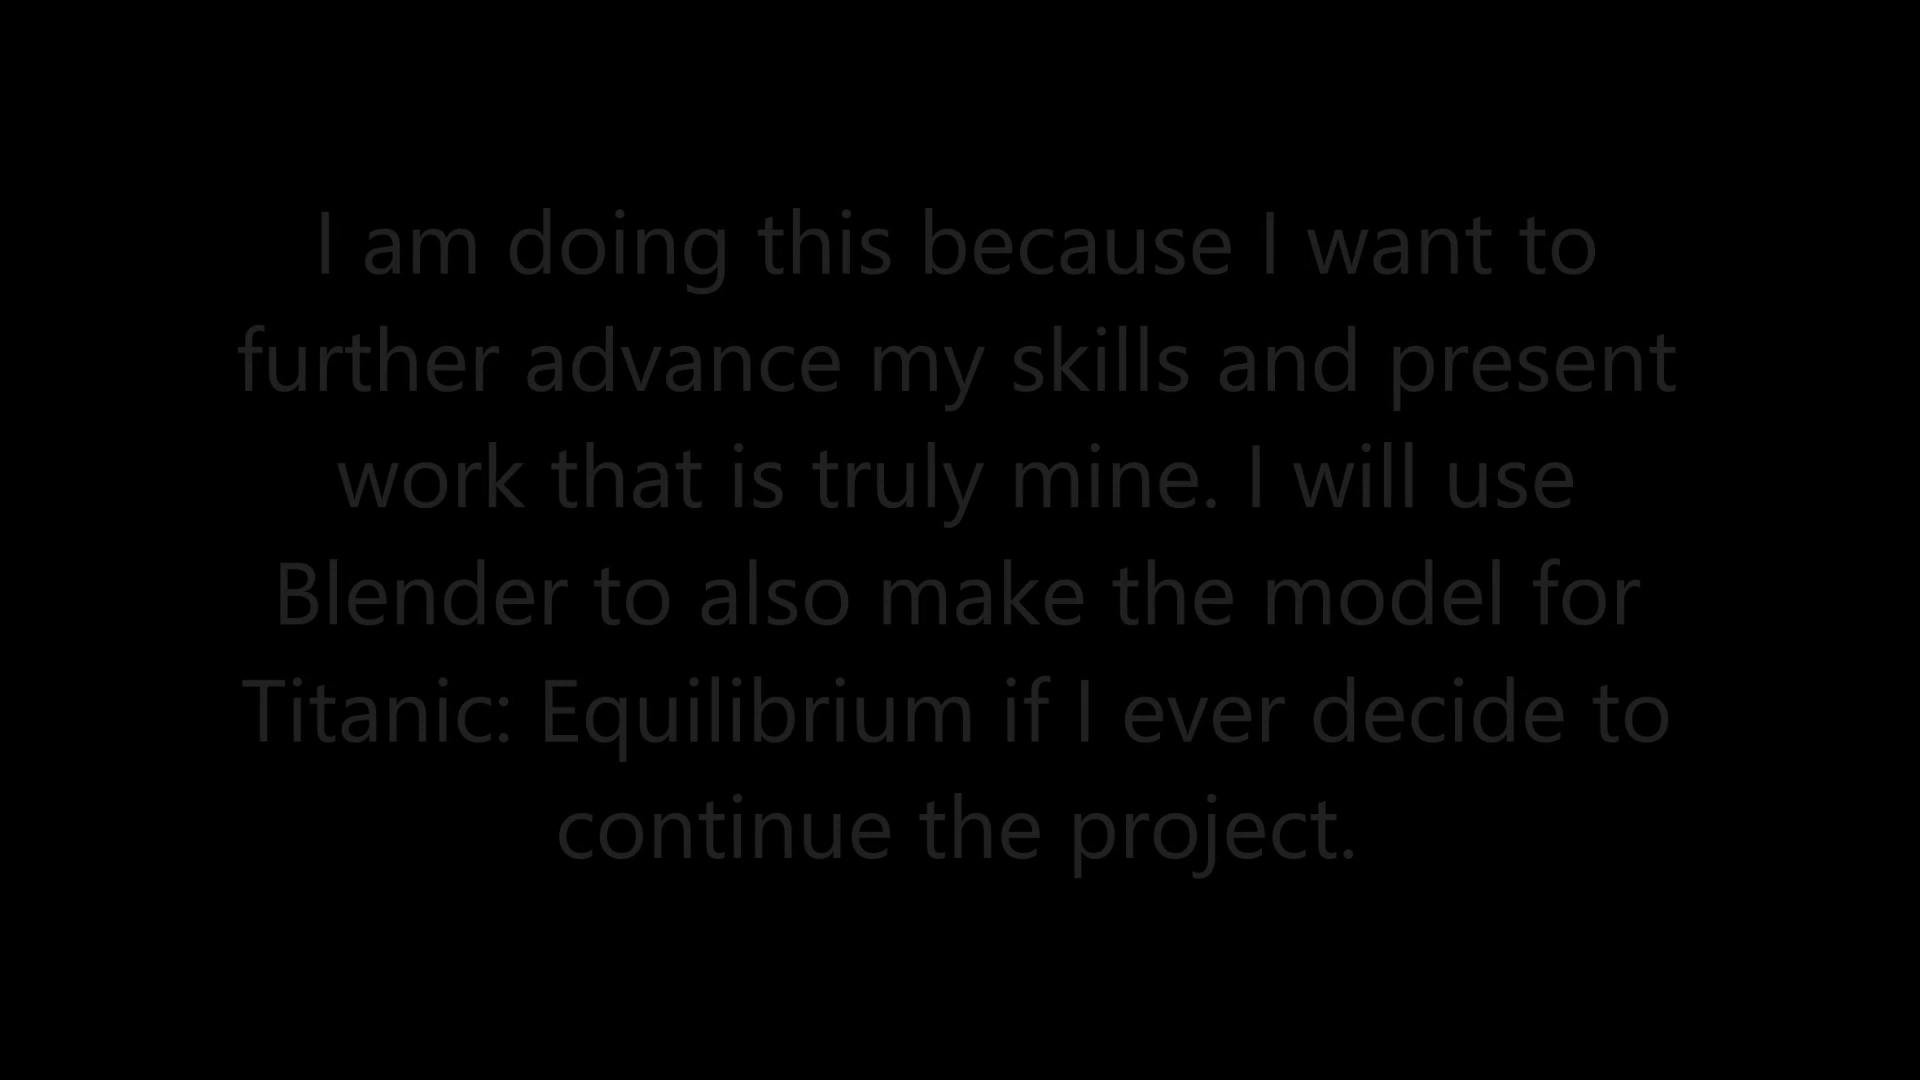 I am doing this because I want to
further advance my skills and present
work that is truly mine. I will use
Blender to also make the model for
Titanic: Equilibrium if I ever decide to
continue the project.